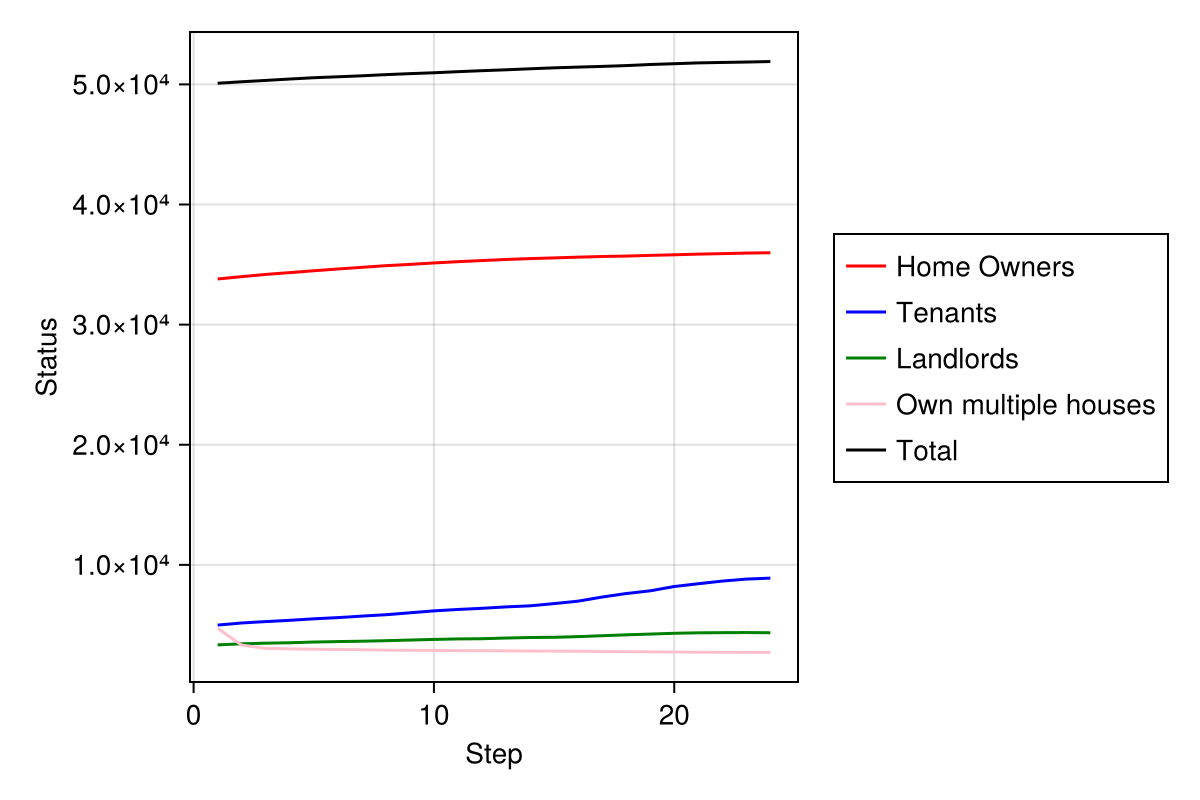 5.0×10⁴
4.0×10⁴
3.0×10⁴
2.0×10⁴
1.0×10⁴
Status
0 10 20
Step
Home Owners
Tenants
Landlords
Own multiple houses
Total